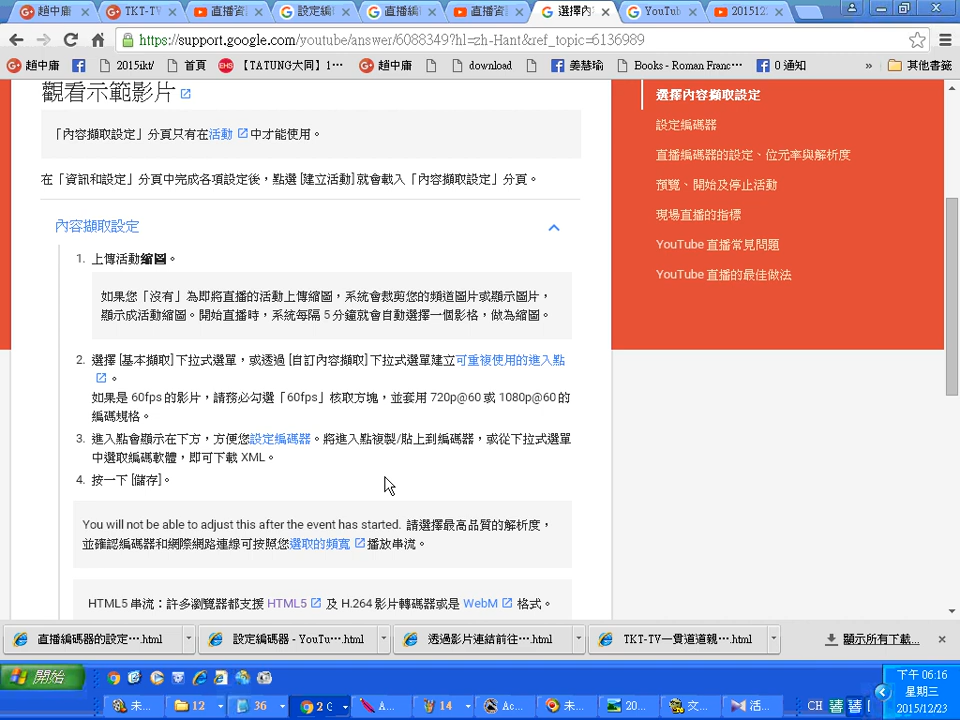 趙中庸
TKT-TV
直播資
設定編
直播編
直播資
選擇內
YouTub
2015122
https://support.google.com/youtube/answer/6088349?hl=zh-Hant&ref_topic=6136989
趙中庸
2015ikt/
首頁
【TATUNG大同】1…
趙中庸
download
姜慧瑜
Books - Roman Franc…
0 通知
»
其他書籤
觀看示範影片
「內容擷取設定」分頁只有在活動 中才能使用。
在「資訊和設定」分頁中完成各項設定後，點選 [建立活動] 就會載入「內容擷取設定」分頁。
內容擷取設定
1. 上傳活動縮圖。
如果您「沒有」為即將直播的活動上傳縮圖，系統會裁剪您的頻道圖片或顯示圖片，
顯示成活動縮圖。開始直播時，系統每隔 5 分鐘就會自動選擇一個影格，做為縮圖。
2. 選擇 [基本擷取] 下拉式選單，或透過 [自訂內容擷取] 下拉式選單建立可重複使用的進入點
。
如果是 60fps 的影片，請務必勾選「60fps」核取方塊，並套用 720p@60 或 1080p@60 的
編碼規格。
3. 進入點會顯示在下方，方便您設定編碼器。將進入點複製/貼上到編碼器，或從下拉式選單
中選取編碼軟體，即可下載 XML。
4. 按一下 [儲存]。
You will not be able to adjust this after the event has started. 請選擇最高品質的解析度，
並確認編碼器和網際網路連線可按照您選取的頻寬 播放串流。
HTML5 串流：許多瀏覽器都支援 HTML5 及 H.264 影片轉碼器或是 WebM 格式。
選擇內容擷取設定
設定編碼器
直播編碼器的設定、位元率與解析度
預覽、開始及停止活動
現場直播的指標
YouTube 直播常見問題
YouTube 直播的最佳做法
直播編碼器的設定…html
設定編碼器 - YouTu…html
透過影片連結前往…html
TKT-TV一貫道道親…html
顯示所有下載...
開始
未...
12
36
2 G
A...
14
Ac...
未...
20...
文...
活...
CH
下午 06:16
星期三
2015/12/23